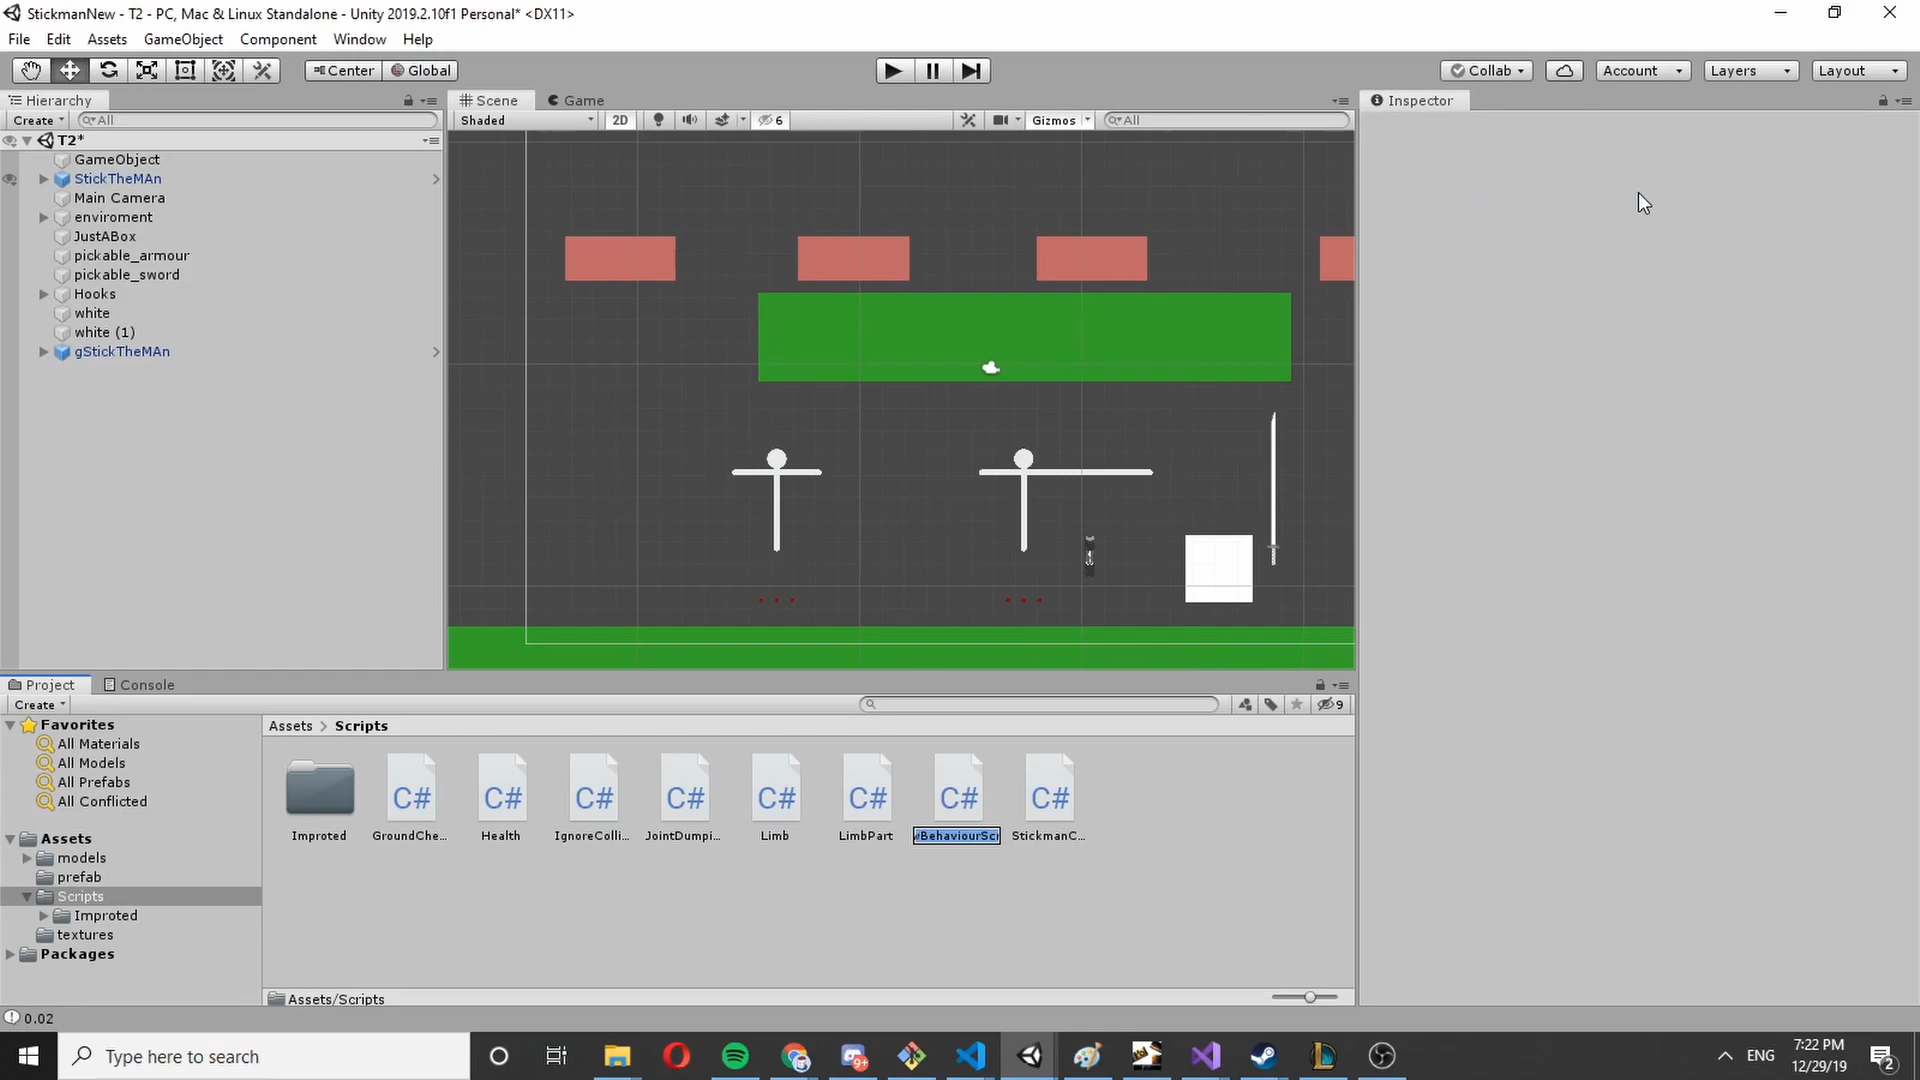 StickmanNew - T2 - PC, Mac & Linux Standalone - Unity 2019.2.10f1 Personal* <DX11>
File Edit Assets GameObject Component Window Help
Center Global Collab Account Layers Layout
Hierarchy
Create All
T2*
GameObject
StickTheMAn
Main Camera
enviroment
JustABox
pickable_armour
pickable_sword
Hooks
white
white (1)
gStickTheMAn
Scene Game
Shaded 2D 6 Gizmos All
Inspector
Project Console
Create 9
Favorites
All Materials
All Models
All Prefabs
All Conflicted
Assets
models
prefab
Scripts
Improted
textures
Packages
Assets > Scripts
C# C# C# C# C# C# C# C#
Improted GroundChe... Health IgnoreColli... JointDumpi... Limb LimbPart BehaviourScr StickmanC...
Assets/Scripts
0.02
Type here to search
9+
ENG
7:22 PM
12/29/19
2